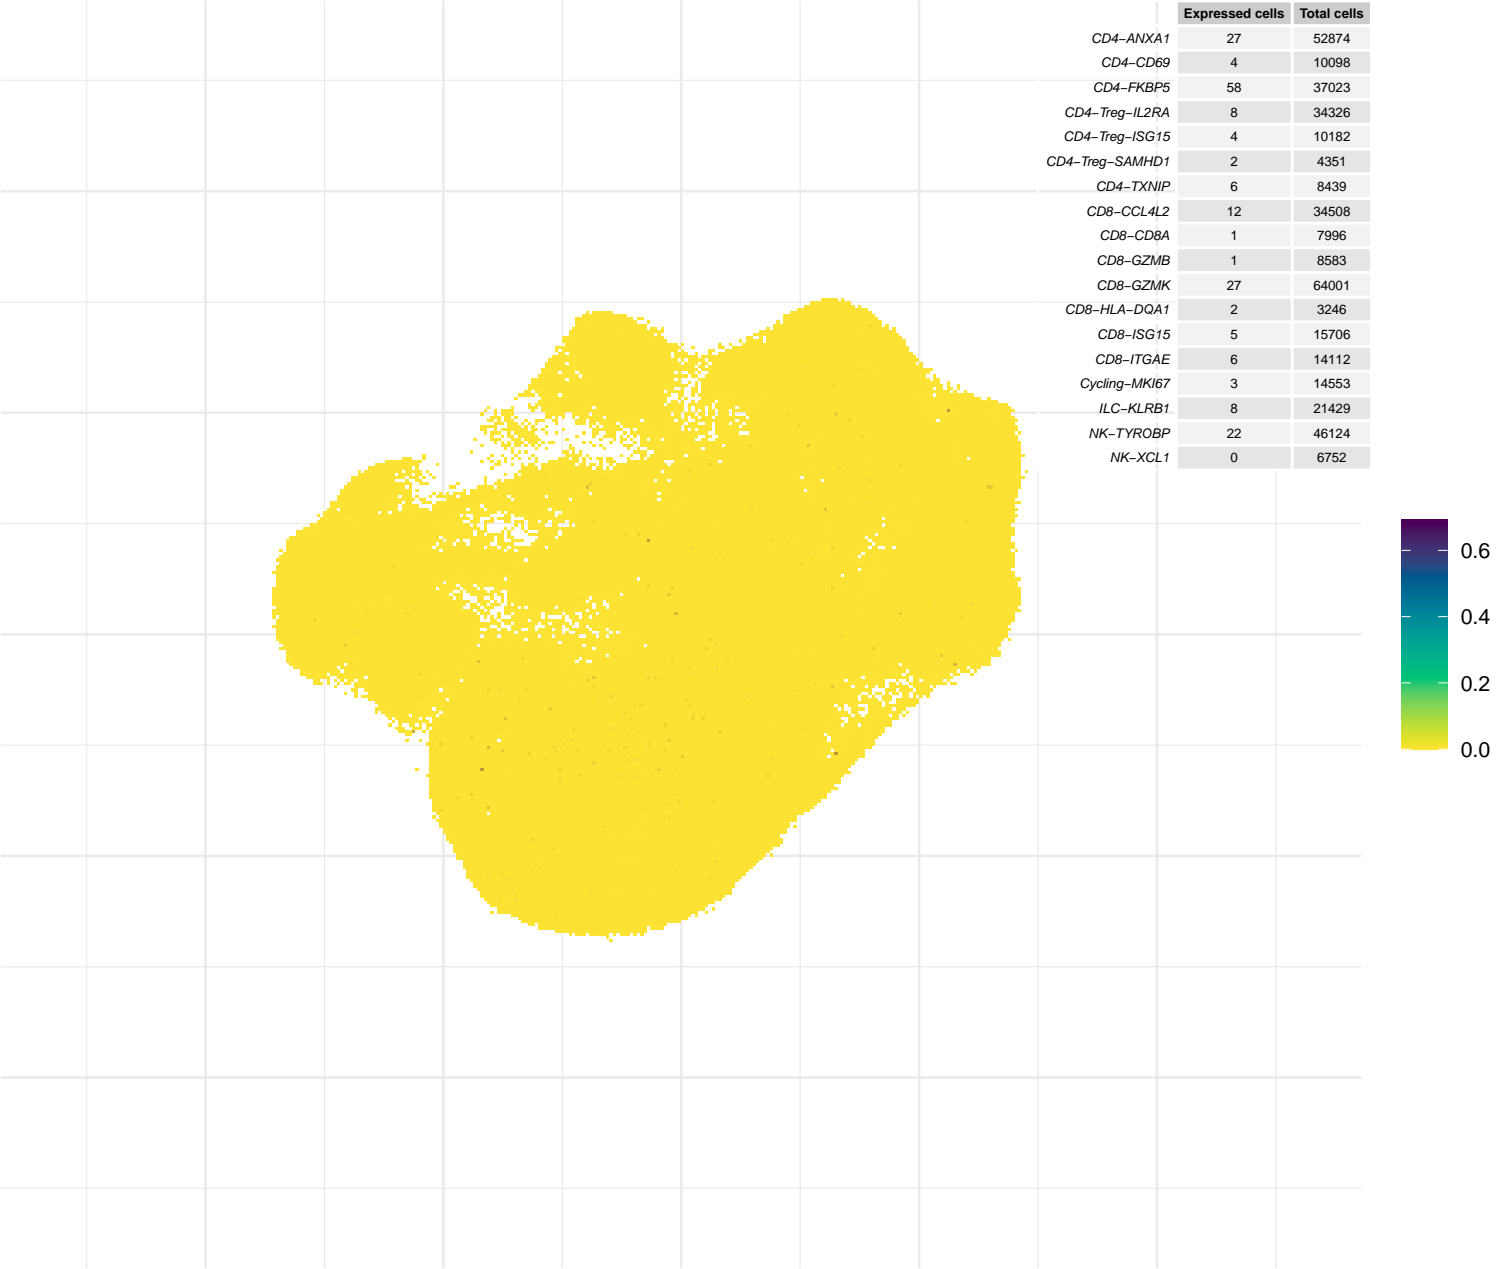 Expressed cells Total cells
CD4−ANXA1 27 52874
CD4−CD69 4 10098
CD4−FKBP5 58 37023
CD4−Treg−IL2RA 8 34326
CD4−Treg−ISG15 4 10182
CD4−Treg−SAMHD1 2 4351
CD4−TXNIP 6 8439
CD8−CCL4L2 12 34508
CD8−CD8A 1 7996
CD8−GZMB 1 8583
CD8−GZMK 27 64001
CD8−HLA−DQA1 2 3246
CD8−ISG15 5 15706
CD8−ITGAE 6 14112
Cycling−MKI67 3 14553
ILC−KLRB1 8 21429
NK−TYROBP 22 46124
NK−XCL1 0 6752
0.6
0.4
0.2
0.0